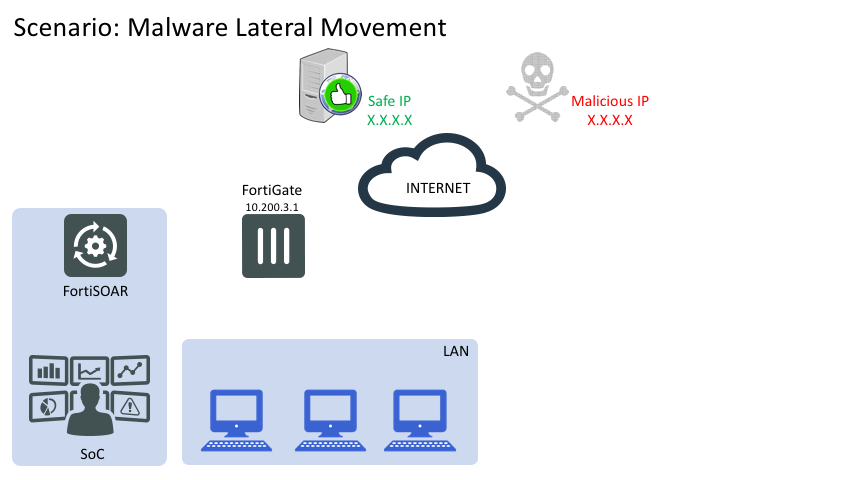 Scenario: Malware Lateral Movement
Safe IP
X.X.X.X
Malicious IP
X.X.X.X
INTERNET
FortiGate
10.200.3.1
FortiSOAR
LAN
SoC